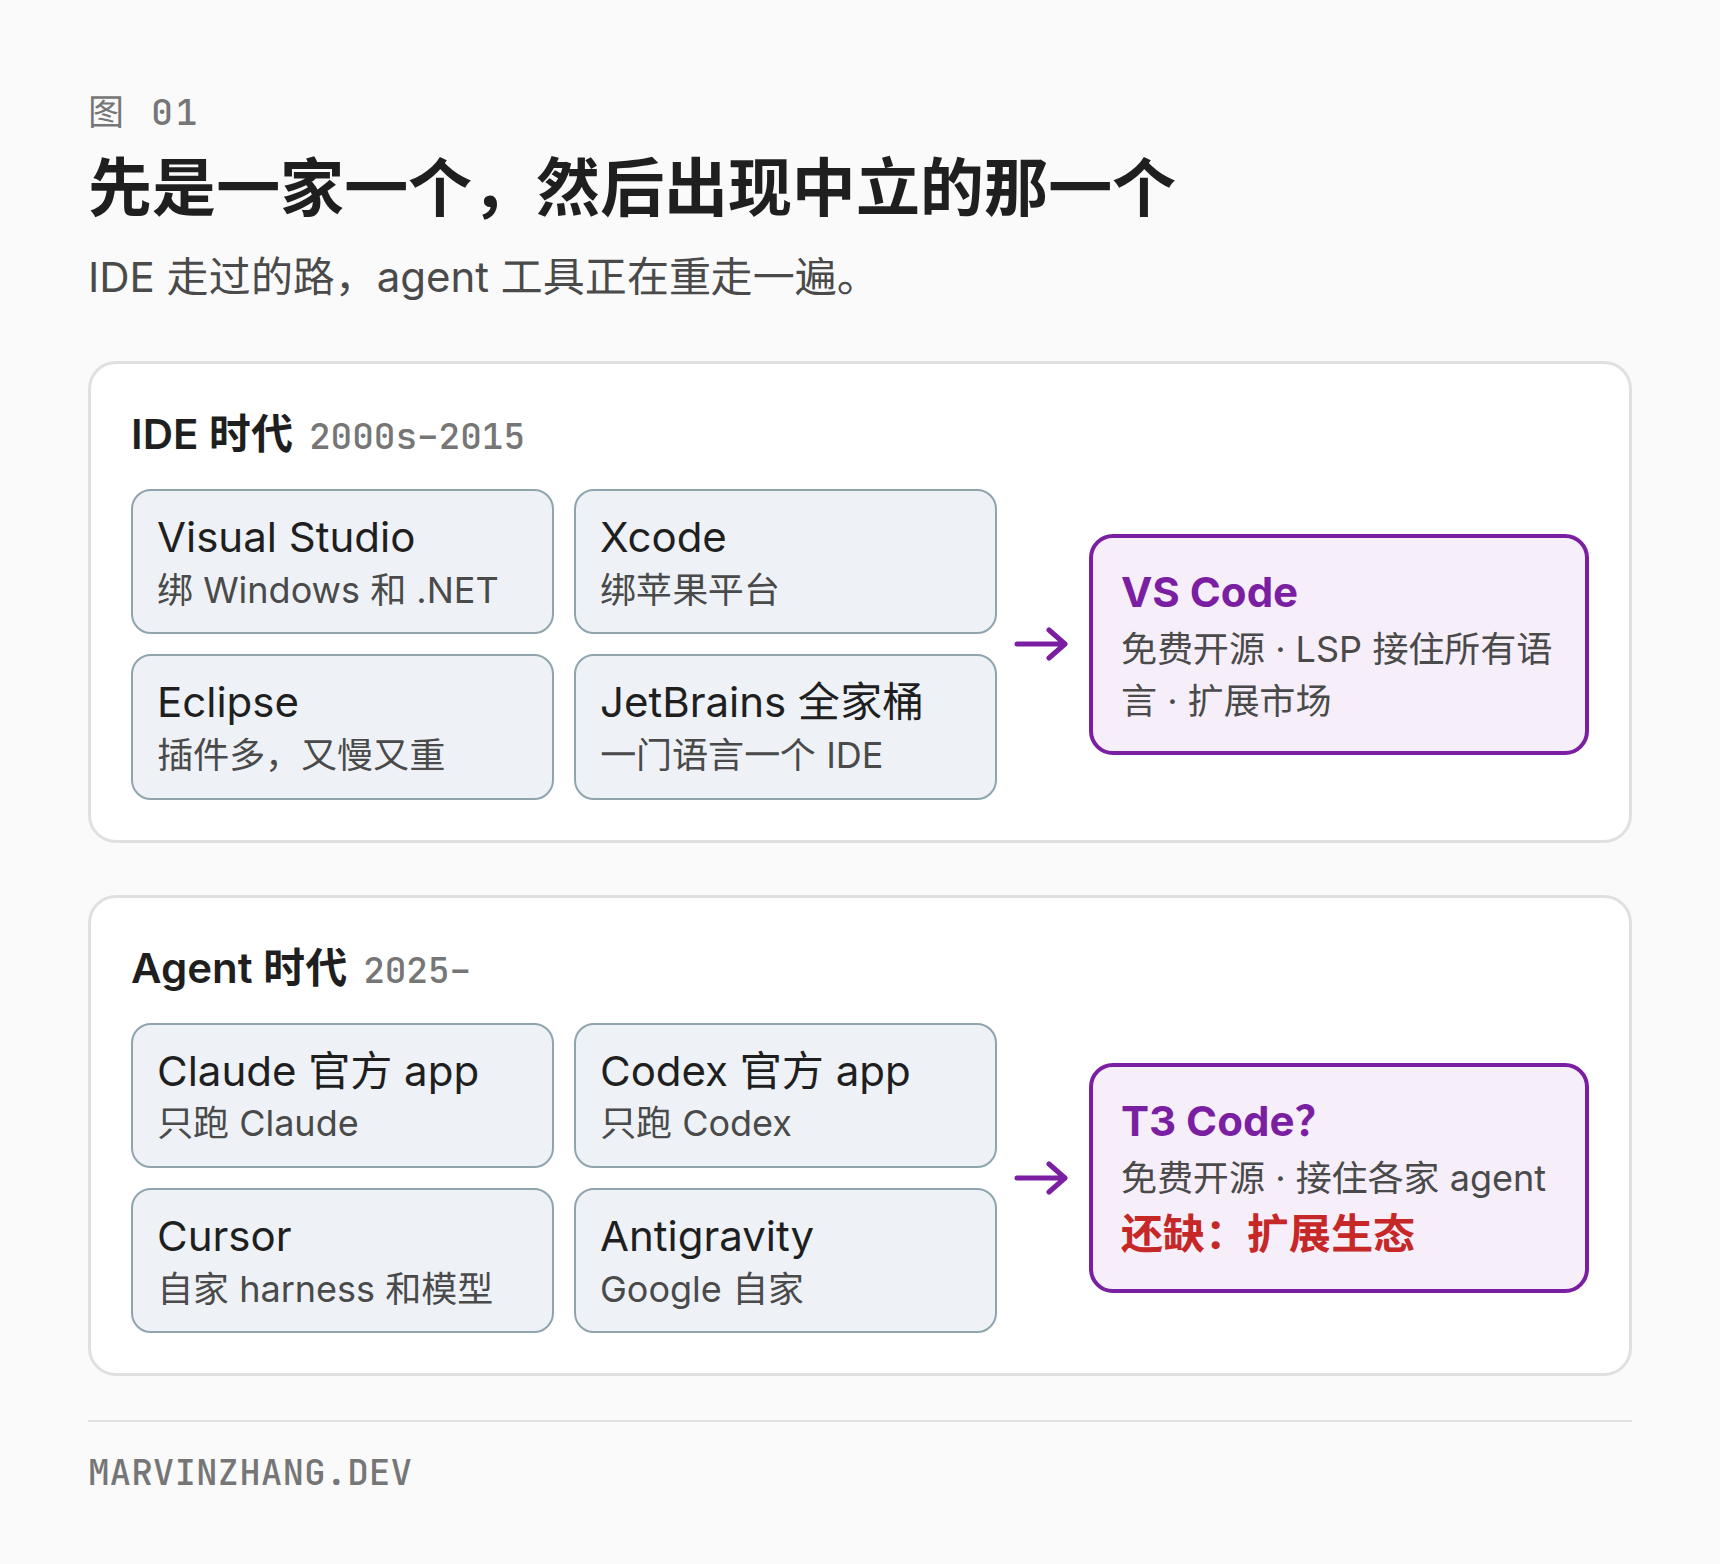 图 01
先是一家一个，然后出现中立的那一个
IDE 走过的路，agent 工具正在重走一遍。
IDE 时代 2000s–2015
Visual Studio
绑 Windows 和 .NET
Xcode
绑苹果平台
Eclipse
插件多，又慢又重
JetBrains 全家桶
一门语言一个 IDE
VS Code
免费开源 · LSP 接住所有语
言 · 扩展市场
Agent 时代 2025–
Claude 官方 app
只跑 Claude
Codex 官方 app
只跑 Codex
Cursor
自家 harness 和模型
Antigravity
Google 自家
T3 Code？
免费开源 · 接住各家 agent
还缺：扩展生态
MARVINZHANG.DEV